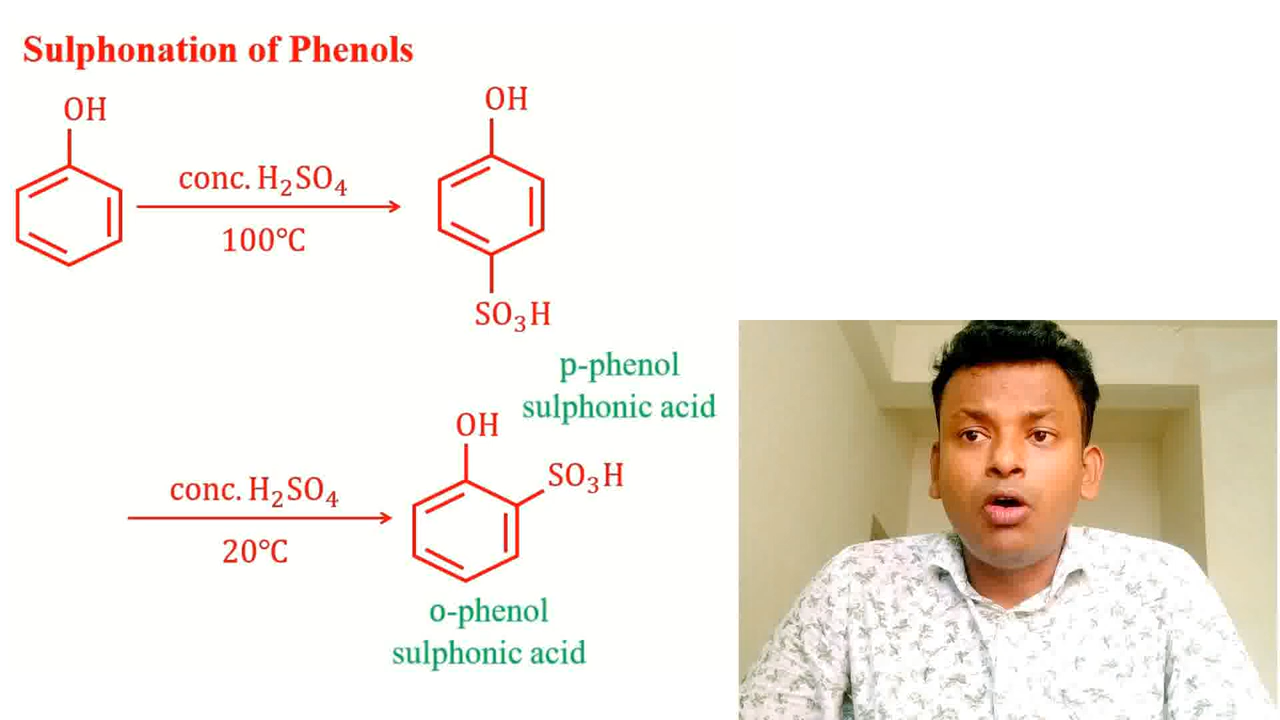 Sulphonation of Phenols
OH
conc. H₂SO₄
100°C
OH
SO₃H
p-phenol
sulphonic acid
conc. H₂SO₄
20°C
OH
SO₃H
o-phenol
sulphonic acid